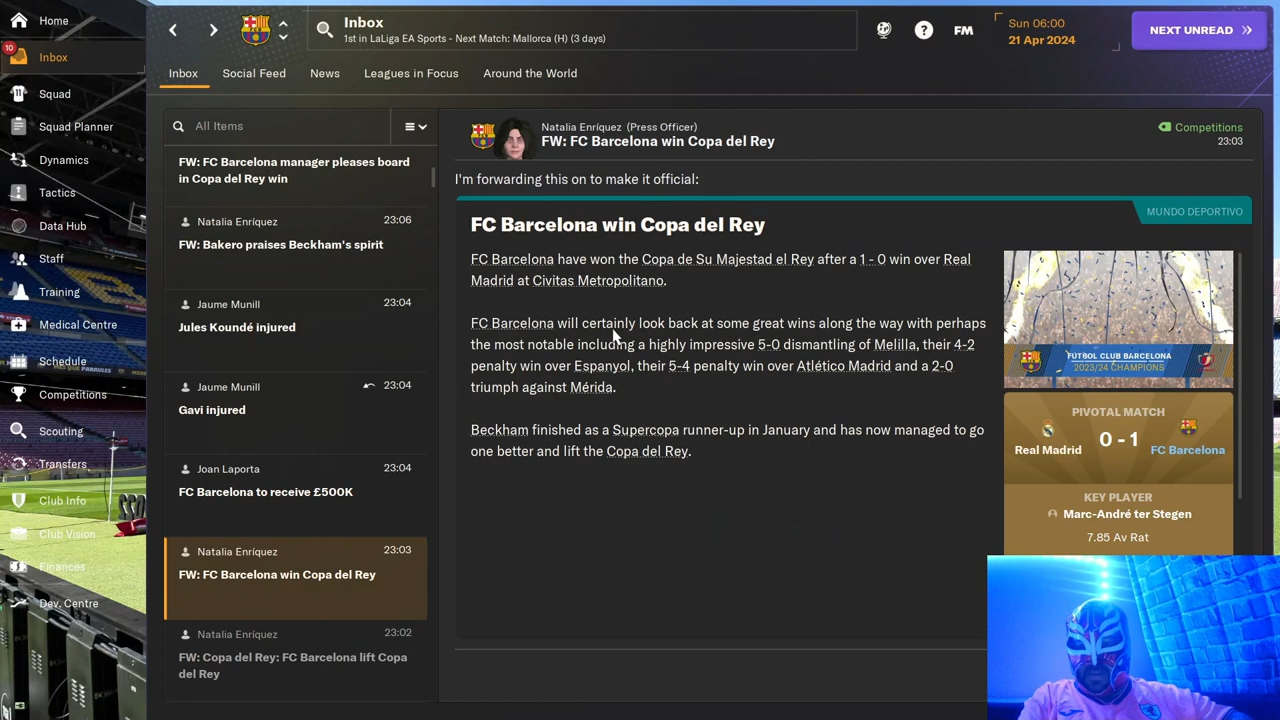 Home
10
Inbox
Squad
Squad Planner
Dynamics
Tactics
Data Hub
Staff
Training
Medical Centre
Schedule
Competitions
Scouting
Transfers
Club Info
Club Vision
Finances
Dev. Centre
Inbox
1st in LaLiga EA Sports - Next Match: Mallorca (H) (3 days)
?
FM
Sun 06:00
21 Apr 2024
NEXT UNREAD
Inbox
Social Feed
News
Leagues in Focus
Around the World
All Items
FW: FC Barcelona manager pleases board
in Copa del Rey win
Natalia Enríquez 23:06
FW: Bakero praises Beckham's spirit
Jaume Munill 23:04
Jules Koundé injured
Jaume Munill 23:04
Gavi injured
Joan Laporta 23:04
FC Barcelona to receive £500K
Natalia Enríquez 23:03
FW: FC Barcelona win Copa del Rey
Natalia Enríquez 23:02
FW: Copa del Rey: FC Barcelona lift Copa
del Rey
Natalia Enríquez (Press Officer)
FW: FC Barcelona win Copa del Rey
Competitions
23:03
I'm forwarding this on to make it official:
MUNDO DEPORTIVO
FC Barcelona win Copa del Rey
FC Barcelona have won the Copa de Su Majestad el Rey after a 1 - 0 win over Real
Madrid at Civitas Metropolitano.
FC Barcelona will certainly look back at some great wins along the way with perhaps
the most notable including a highly impressive 5-0 dismantling of Melilla, their 4-2
penalty win over Espanyol, their 5-4 penalty win over Atlético Madrid and a 2-0
triumph against Mérida.
Beckham finished as a Supercopa runner-up in January and has now managed to go
one better and lift the Copa del Rey.
FÚTBOL CLUB BARCELONA
2023/24 CHAMPIONS
PIVOTAL MATCH
Real Madrid 0 - 1 FC Barcelona
KEY PLAYER
Marc-André ter Stegen
7.85 Av Rat